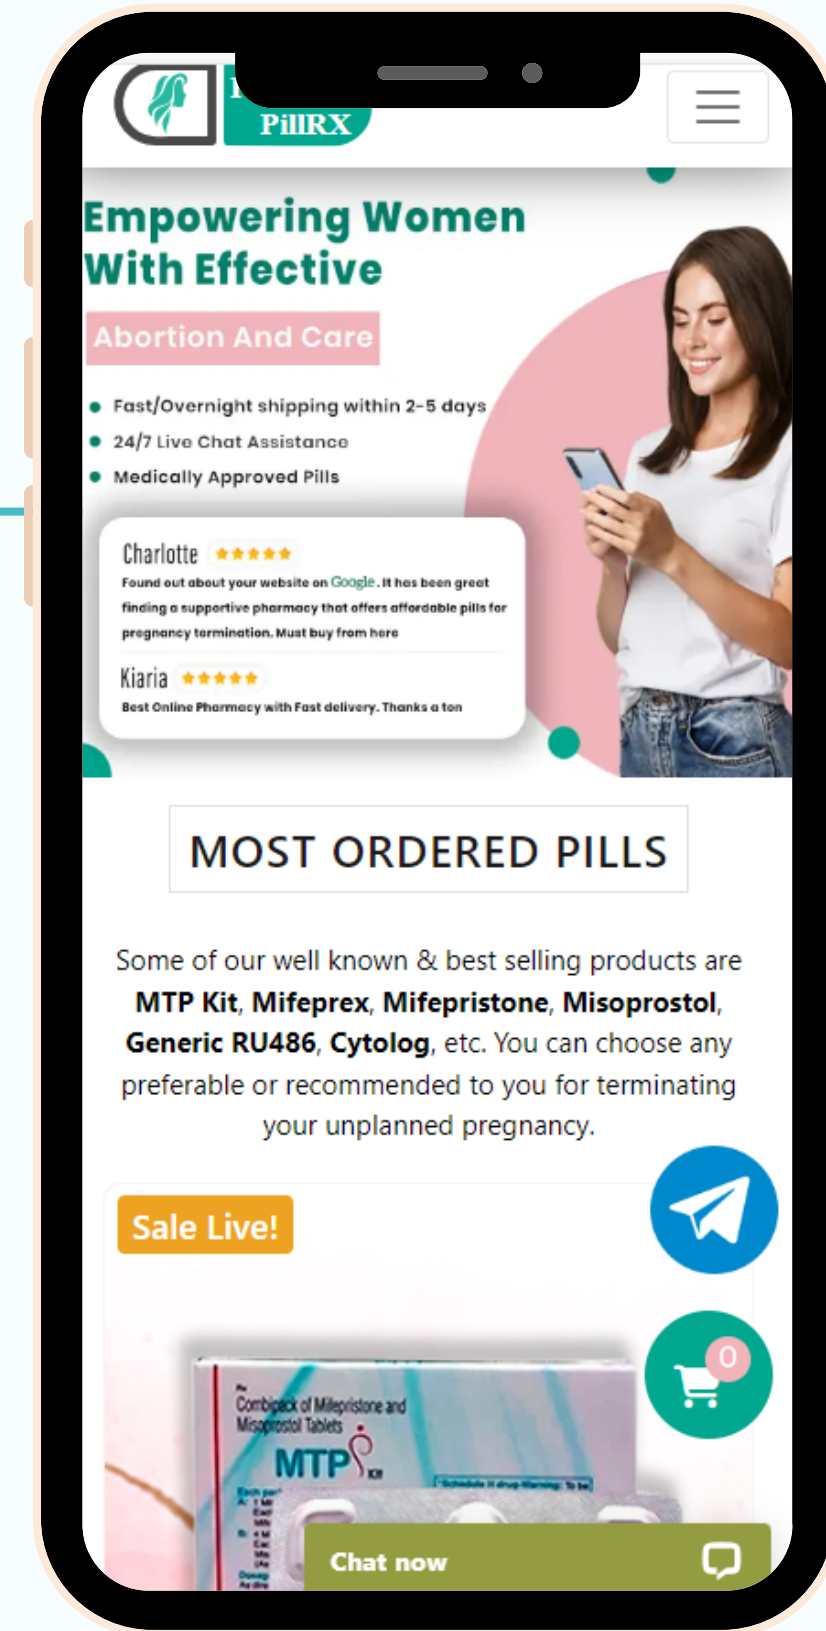 PillRX
Empowering Women
With Effective
Abortion And Care
Fast/Overnight shipping within 2-5 days
24/7 Live Chat Assistance
Medically Approved Pills
Charlotte
Found out about your website on Google. It has been great
finding a supportive pharmacy that offers affordable pills for
pregnancy termination. Must buy from here
Kiaria
Best Online Pharmacy with Fast delivery. Thanks a ton
MOST ORDERED PILLS
Some of our well known & best selling products are
MTP Kit, Mifeprex, Mifepristone, Misoprostol,
Generic RU486, Cytolog, etc. You can choose any
preferable or recommended to you for terminating
your unplanned pregnancy.
Sale Live!
0
Combipack of Mifepristone and
Misoprostol Tablets
MTP
Kit
"Schedule H drug-Warning: To be
Chat now